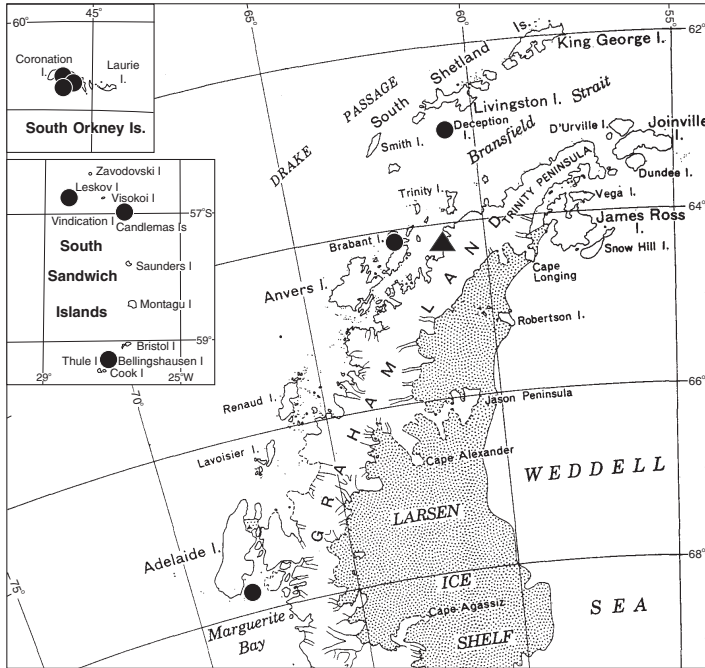 60°
45°
Coronation
I.
Laurie
I.
South Orkney Is.
Zavodovski I
Leskov I
Visokoi I
57°S
Vindication I
Candlemas Is
South
Sandwich
Islands
Saunders I
Montagu I
59°
Bristol I
Thule I
Bellingshausen I
Cook I
29°
25°W
65°
60°
55°
62°
Is.
King George I.
Shetland
South
PASSAGE
DRAKE
Livingston I.
Strait
Bransfield
Deception
I.
Smith I.
D'Urville I.
Joinville
I.
Dundee I.
TRINITY PENINSULA
Trinity I.
Vega I.
64°
James Ross
I.
Snow Hill I.
Brabant I.
Cape
Longing
Anvers I.
Robertson I.
GRAHAM LAND
70°
Renaud I.
66°
Jason Peninsula
Lavoisier I.
Cape Alexander
WEDDELL
LARSEN
Adelaide I.
68°
75°
ICE
SEA
Cape Agassiz
Marguerite
Bay
SHELF